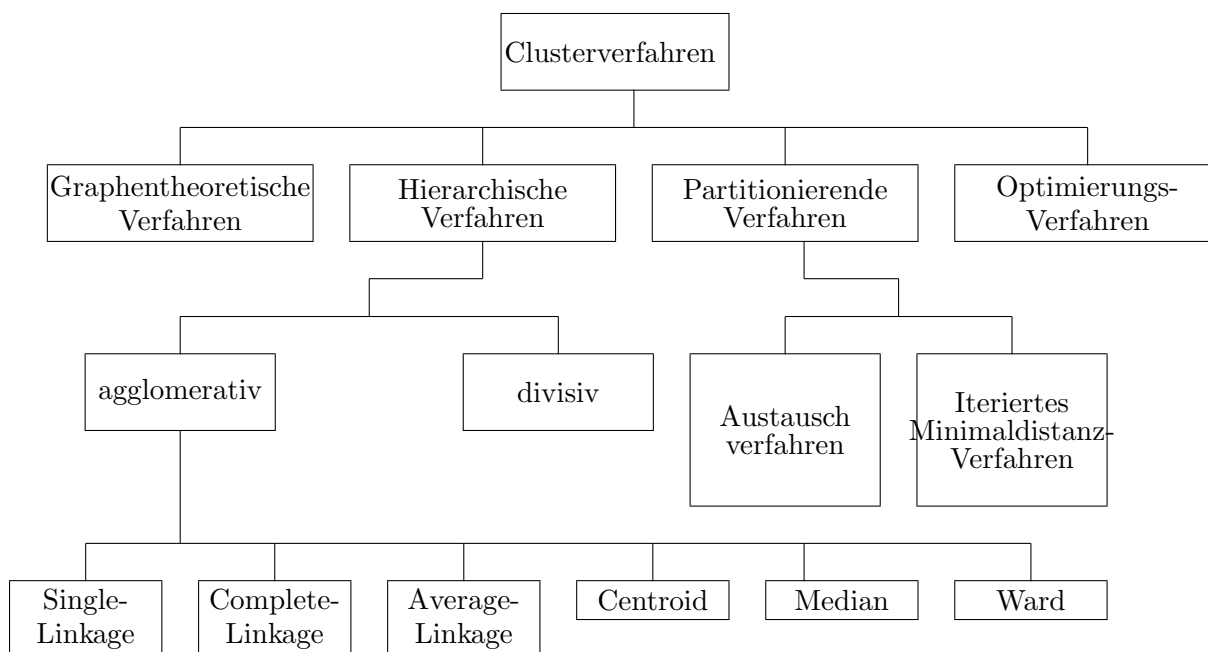 Clusterverfahren
Graphentheoretische
Verfahren
Hierarchische
Verfahren
Partitionierende
Verfahren
Optimierungs-
Verfahren
agglomerativ
divisiv
Austausch
verfahren
Iteriertes
Minimaldistanz-
Verfahren
Single-
Linkage
Complete-
Linkage
Average-
Linkage
Centroid
Median
Ward